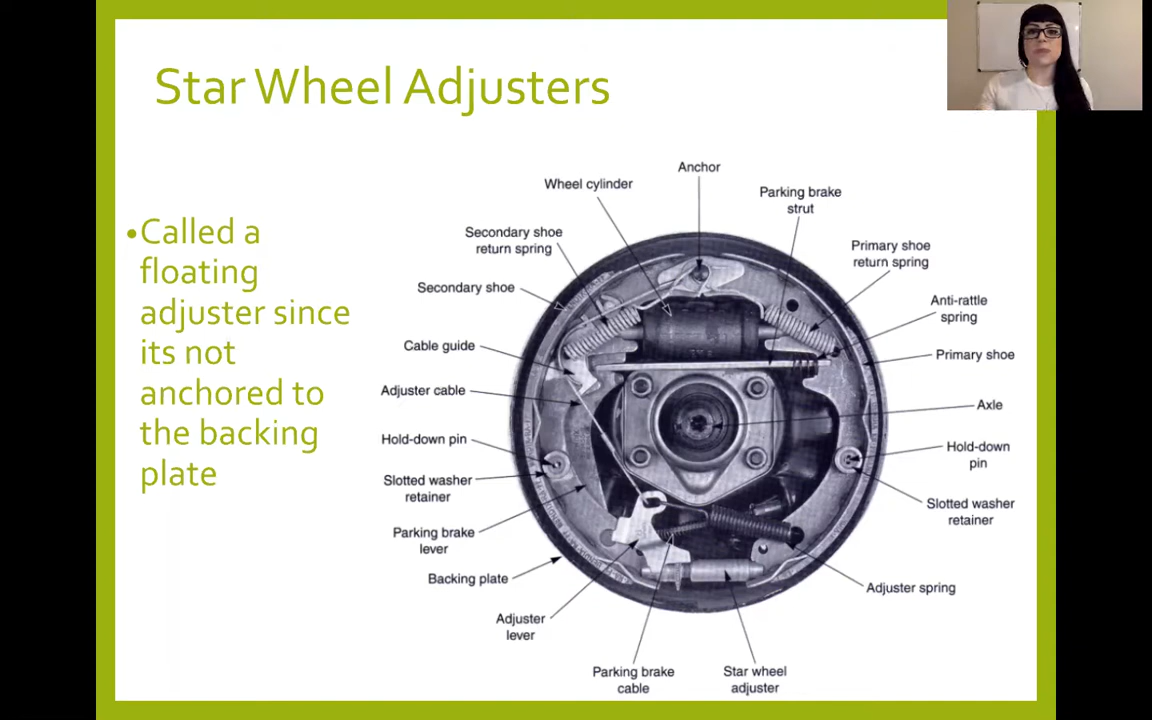 Star Wheel Adjusters
•Called a
floating
adjuster since
its not
anchored to
the backing
plate
Anchor
Wheel cylinder
Parking brake
strut
Secondary shoe
return spring
Primary shoe
return spring
Secondary shoe
Anti-rattle
spring
Cable guide
Primary shoe
Adjuster cable
Axle
Hold-down pin
Hold-down
pin
Slotted washer
retainer
Slotted washer
retainer
Parking brake
lever
Backing plate
Adjuster spring
Adjuster
lever
Parking brake
cable
Star wheel
adjuster